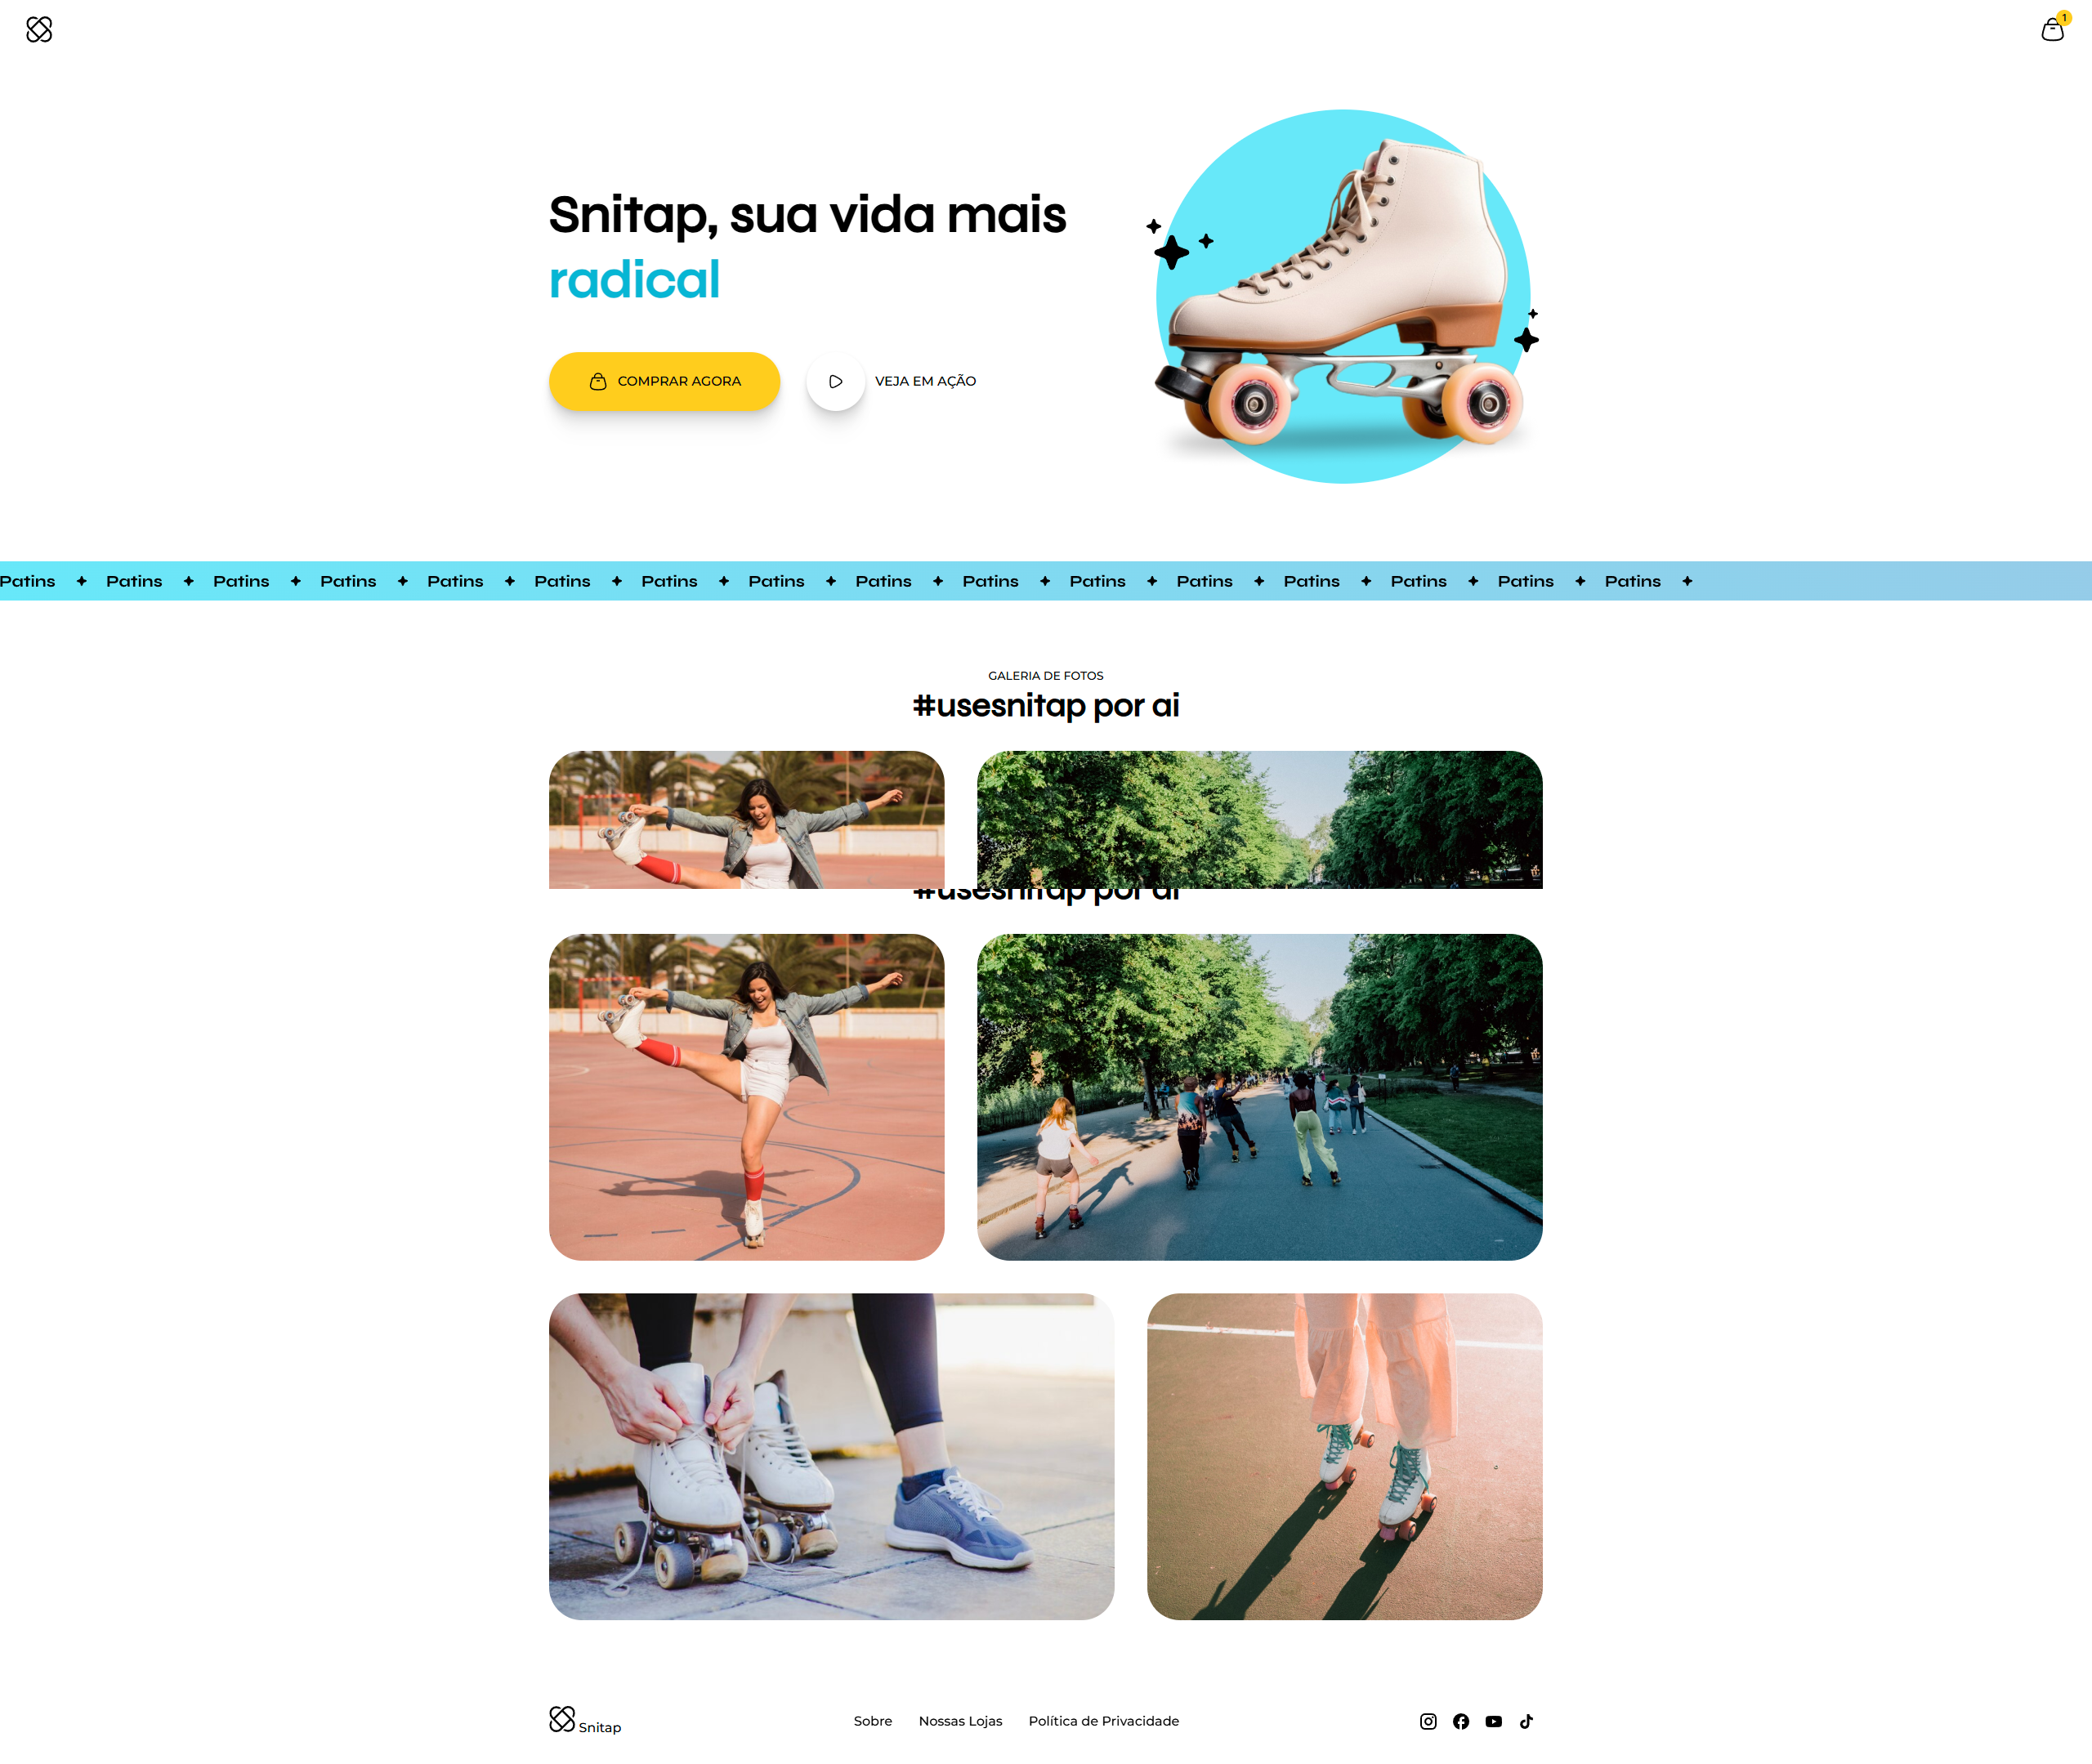 1
Snitap, sua vida mais
radical
COMPRAR AGORA
VEJA EM AÇÃO
Patins Patins Patins Patins Patins Patins Patins Patins Patins Patins Patins Patins Patins Patins Patins Patins
GALERIA DE FOTOS
#usesnitap por ai
#usesnitap por ai
Snitap
Sobre Nossas Lojas Política de Privacidade